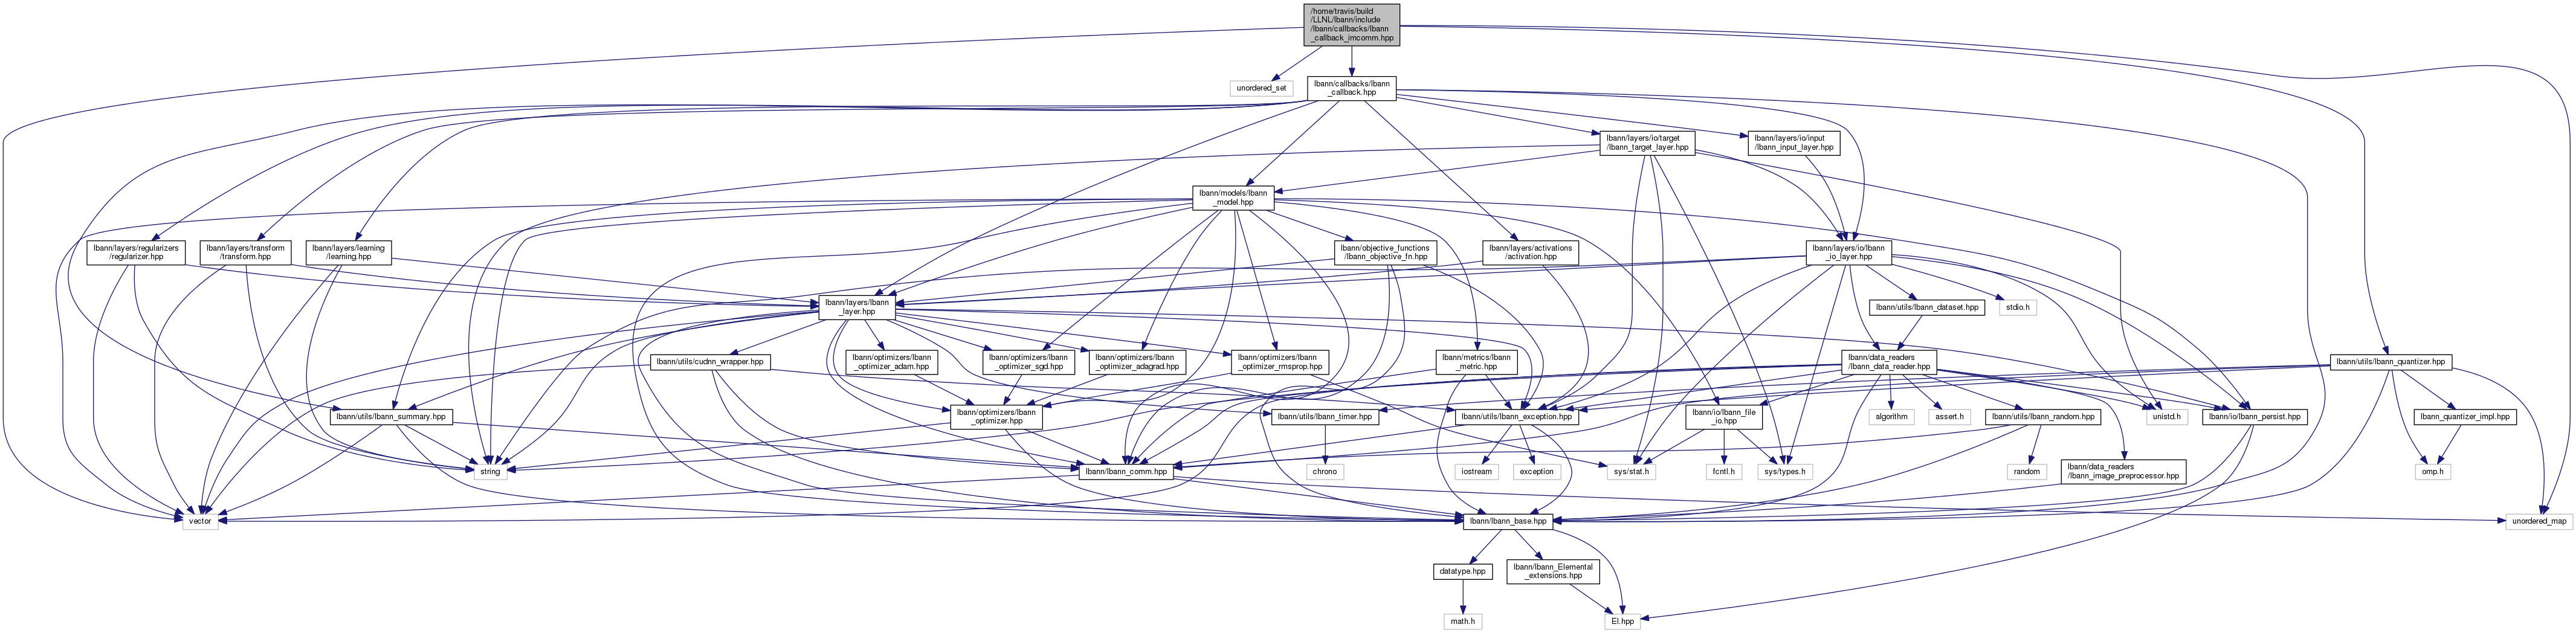 /home/travis/build
/LLNL/lbann/include
/lbann/callbacks/lbann
_callback_imcomm.hpp
unordered_set
lbann/callbacks/lbann
_callback.hpp
lbann/layers/io/target
/lbann_target_layer.hpp
lbann/layers/io/input
/lbann_input_layer.hpp
lbann/models/lbann
_model.hpp
lbann/layers/regularizers
/regularizer.hpp
lbann/layers/transform
/transform.hpp
lbann/layers/learning
/learning.hpp
lbann/objective_functions
/lbann_objective_fn.hpp
lbann/layers/activations
/activation.hpp
lbann/layers/io/lbann
_io_layer.hpp
lbann/layers/lbann
_layer.hpp
lbann/utils/lbann_dataset.hpp
stdio.h
lbann/utils/cudnn_wrapper.hpp
lbann/optimizers/lbann
_optimizer_adam.hpp
lbann/optimizers/lbann
_optimizer_sgd.hpp
lbann/optimizers/lbann
_optimizer_adagrad.hpp
lbann/optimizers/lbann
_optimizer_rmsprop.hpp
lbann/metrics/lbann
_metric.hpp
lbann/data_readers
/lbann_data_reader.hpp
lbann/utils/lbann_quantizer.hpp
lbann/utils/lbann_summary.hpp
lbann/optimizers/lbann
_optimizer.hpp
lbann/utils/lbann_timer.hpp
lbann/utils/lbann_exception.hpp
lbann/io/lbann_file
_io.hpp
algorithm
assert.h
lbann/utils/lbann_random.hpp
unistd.h
lbann/io/lbann_persist.hpp
lbann_quantizer_impl.hpp
string
lbann/lbann_comm.hpp
chrono
iostream
exception
sys/stat.h
fcntl.h
sys/types.h
random
lbann/data_readers
/lbann_image_preprocessor.hpp
omp.h
vector
lbann/lbann_base.hpp
unordered_map
datatype.hpp
lbann/lbann_Elemental
_extensions.hpp
math.h
El.hpp